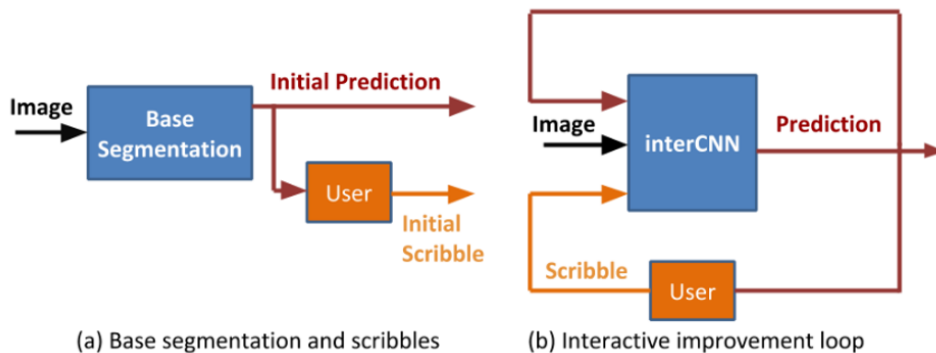 Image
Base
Segmentation
Initial Prediction
User
Initial
Scribble
(a) Base segmentation and scribbles
Image
interCNN
Prediction
Scribble
User
(b) Interactive improvement loop